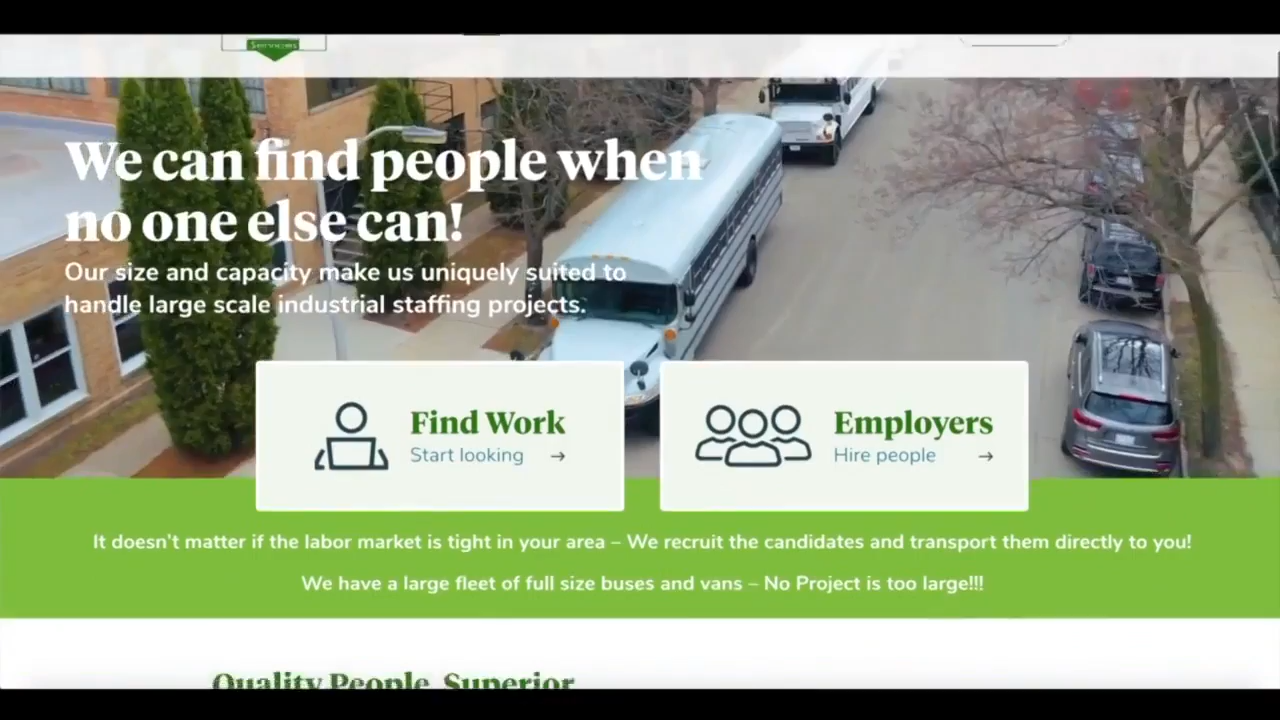 Services
We can find people when
no one else can!
Our size and capacity make us uniquely suited to
handle large scale industrial staffing projects.
Find Work
Start looking →
Employers
Hire people →
It doesn't matter if the labor market is tight in your area – We recruit the candidates and transport them directly to you!
We have a large fleet of full size buses and vans – No Project is too large!!!
Quality People, Superior